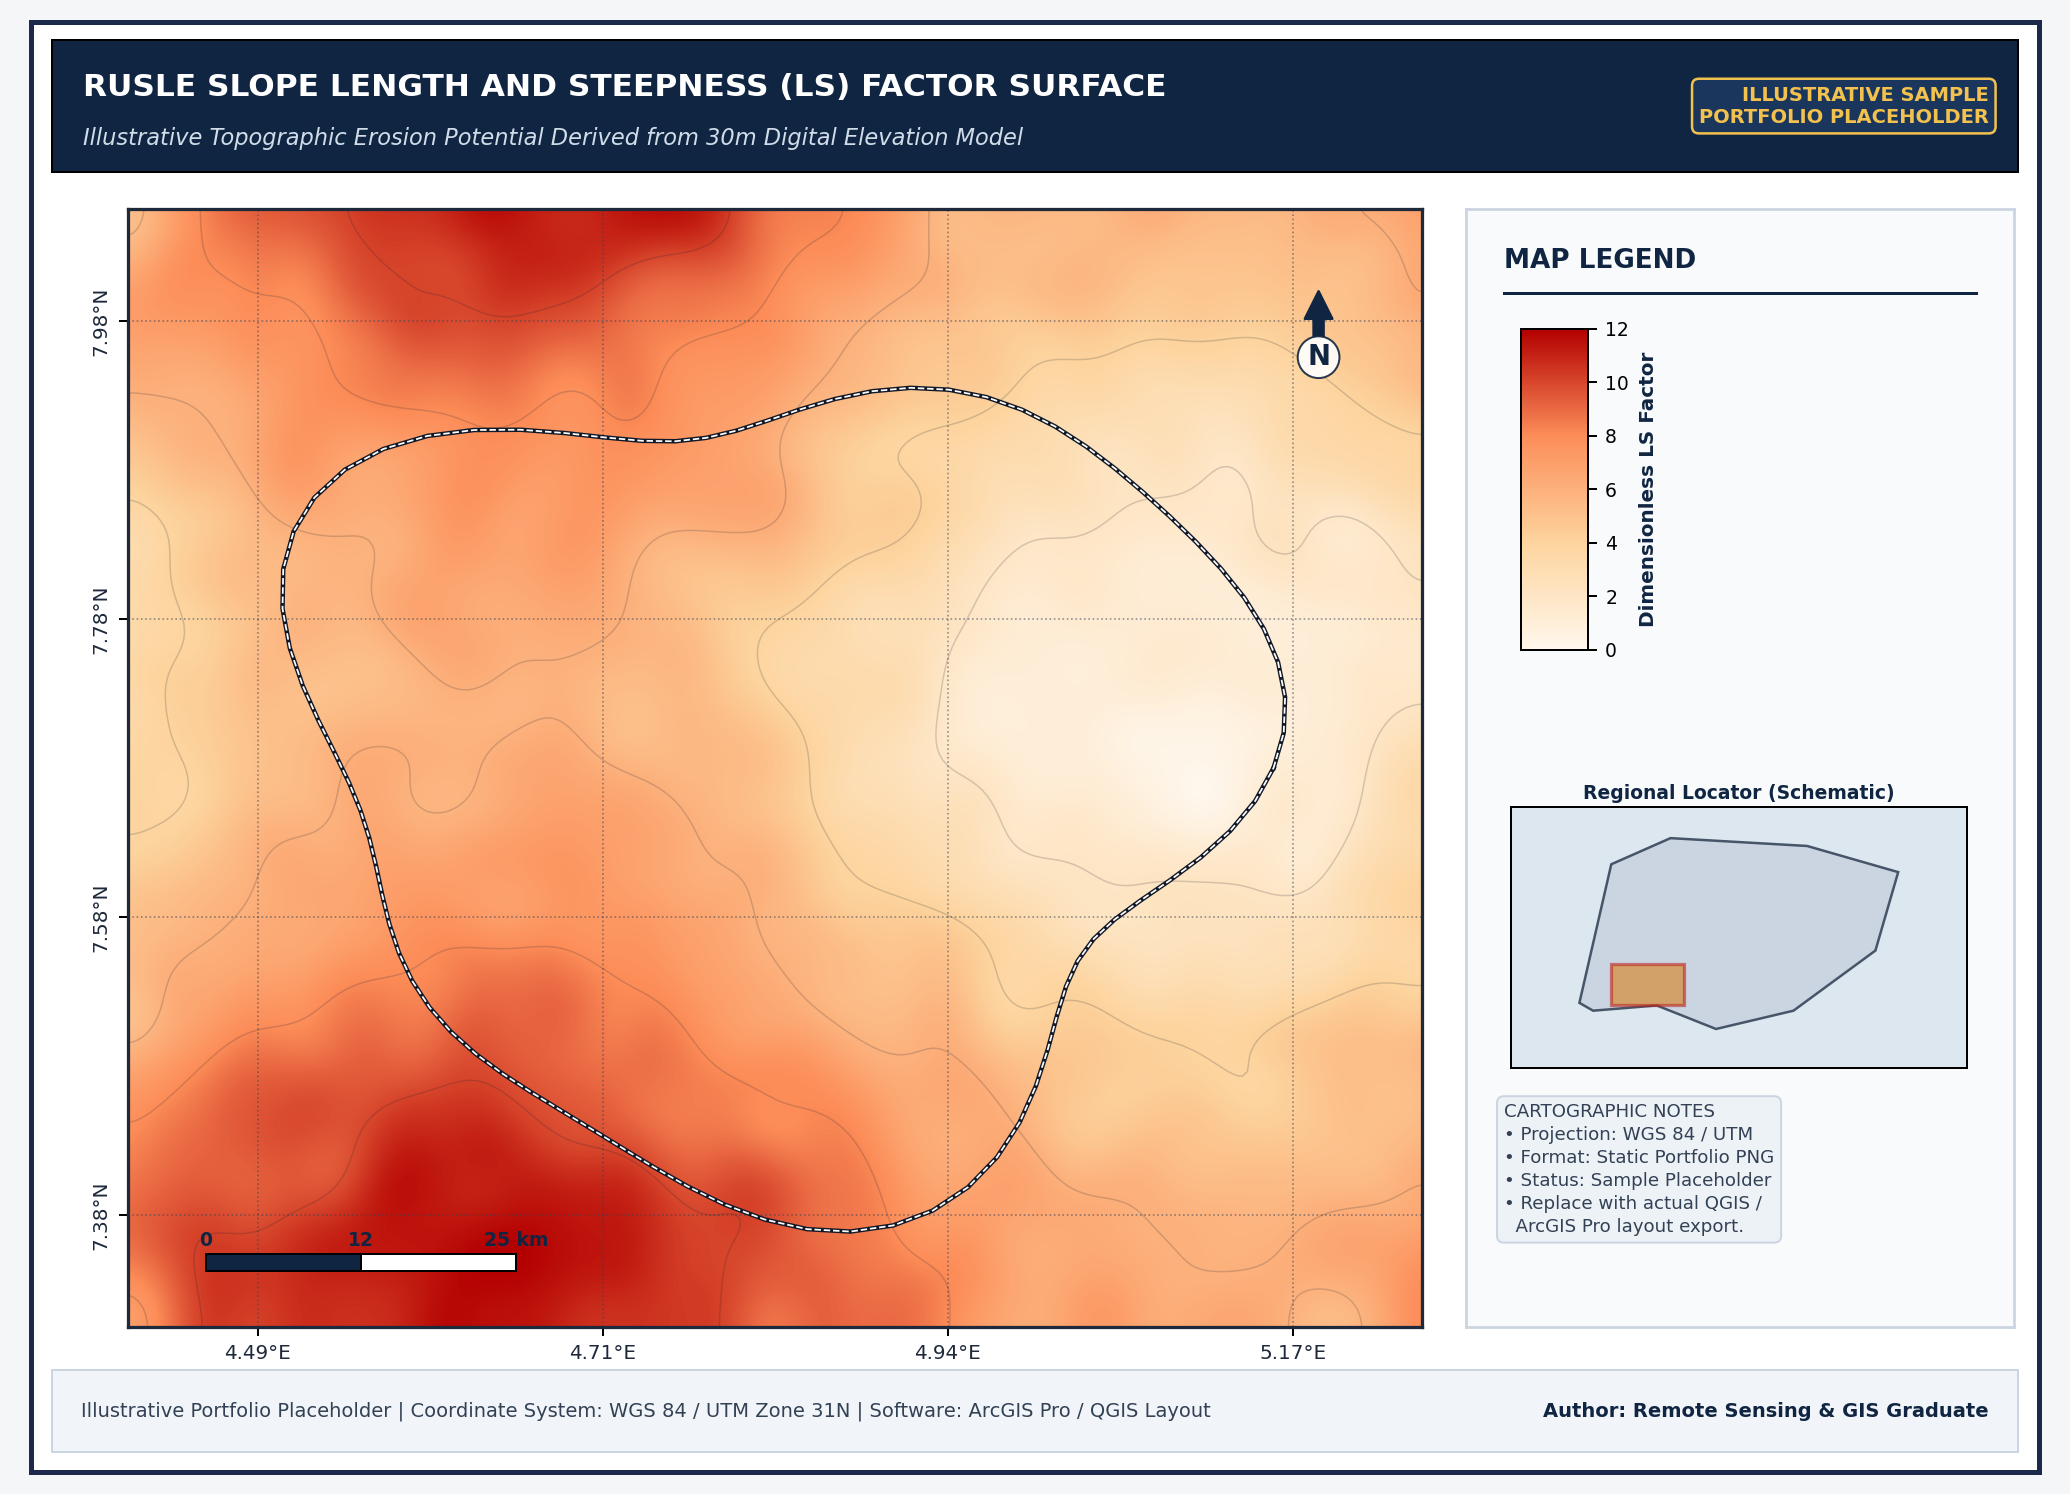 RUSLE SLOPE LENGTH AND STEEPNESS (LS) FACTOR SURFACE
Illustrative Topographic Erosion Potential Derived from 30m Digital Elevation Model
ILLUSTRATIVE SAMPLE
PORTFOLIO PLACEHOLDER
7.98°N
7.78°N
7.58°N
7.38°N
N
0 12 25 km
4.49°E 4.71°E 4.94°E 5.17°E
MAP LEGEND
12
10
8
6
4
2
0
Dimensionless LS Factor
Regional Locator (Schematic)
CARTOGRAPHIC NOTES
• Projection: WGS 84 / UTM
• Format: Static Portfolio PNG
• Status: Sample Placeholder
• Replace with actual QGIS /
ArcGIS Pro layout export.
Illustrative Portfolio Placeholder | Coordinate System: WGS 84 / UTM Zone 31N | Software: ArcGIS Pro / QGIS Layout
Author: Remote Sensing & GIS Graduate